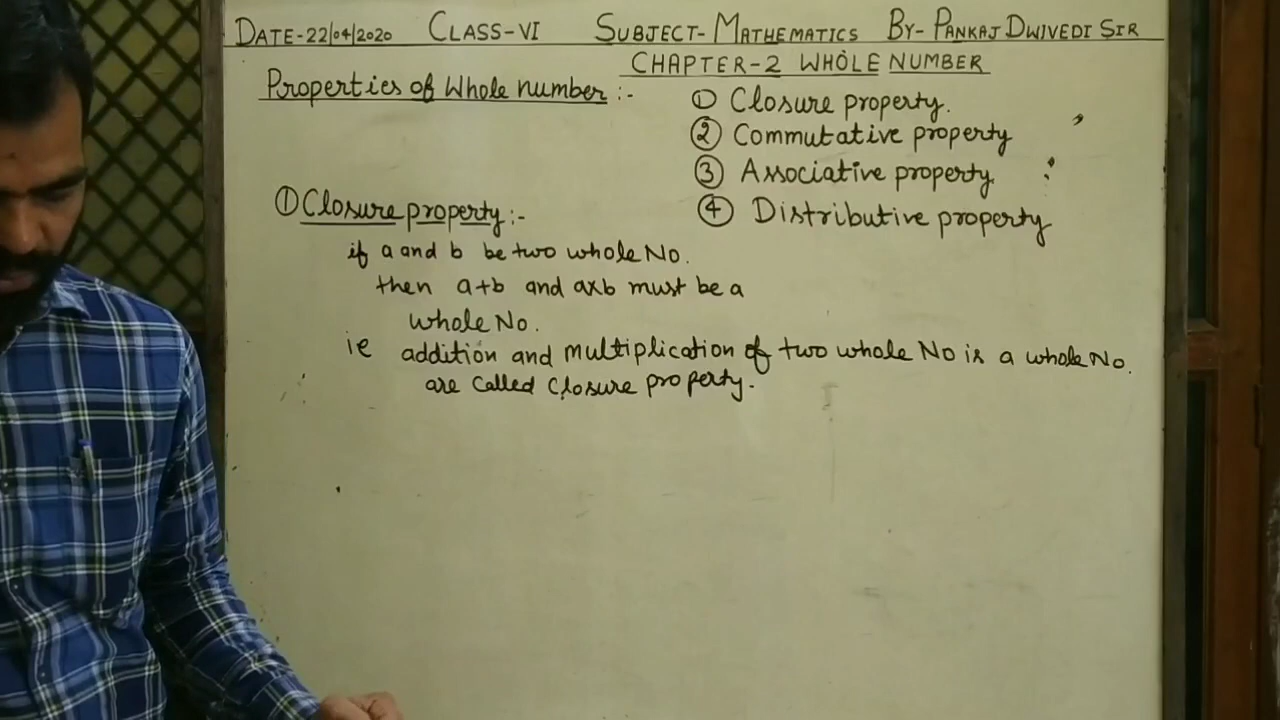 DATE-22/04/2020 CLASS-VI SUBJECT-MATHEMATICS BY-PANKAJ DWIVEDI SIR
CHAPTER-2 WHOLE NUMBER
Properties of Whole number:-
① Closure property.
② Commutative property
③ Associative property
④ Distributive property
① Closure property:-
if a and b be two whole No.
then a+b and a×b must be a
whole No.
ie addition and multiplication of two whole No is a whole No.
are called closure property.